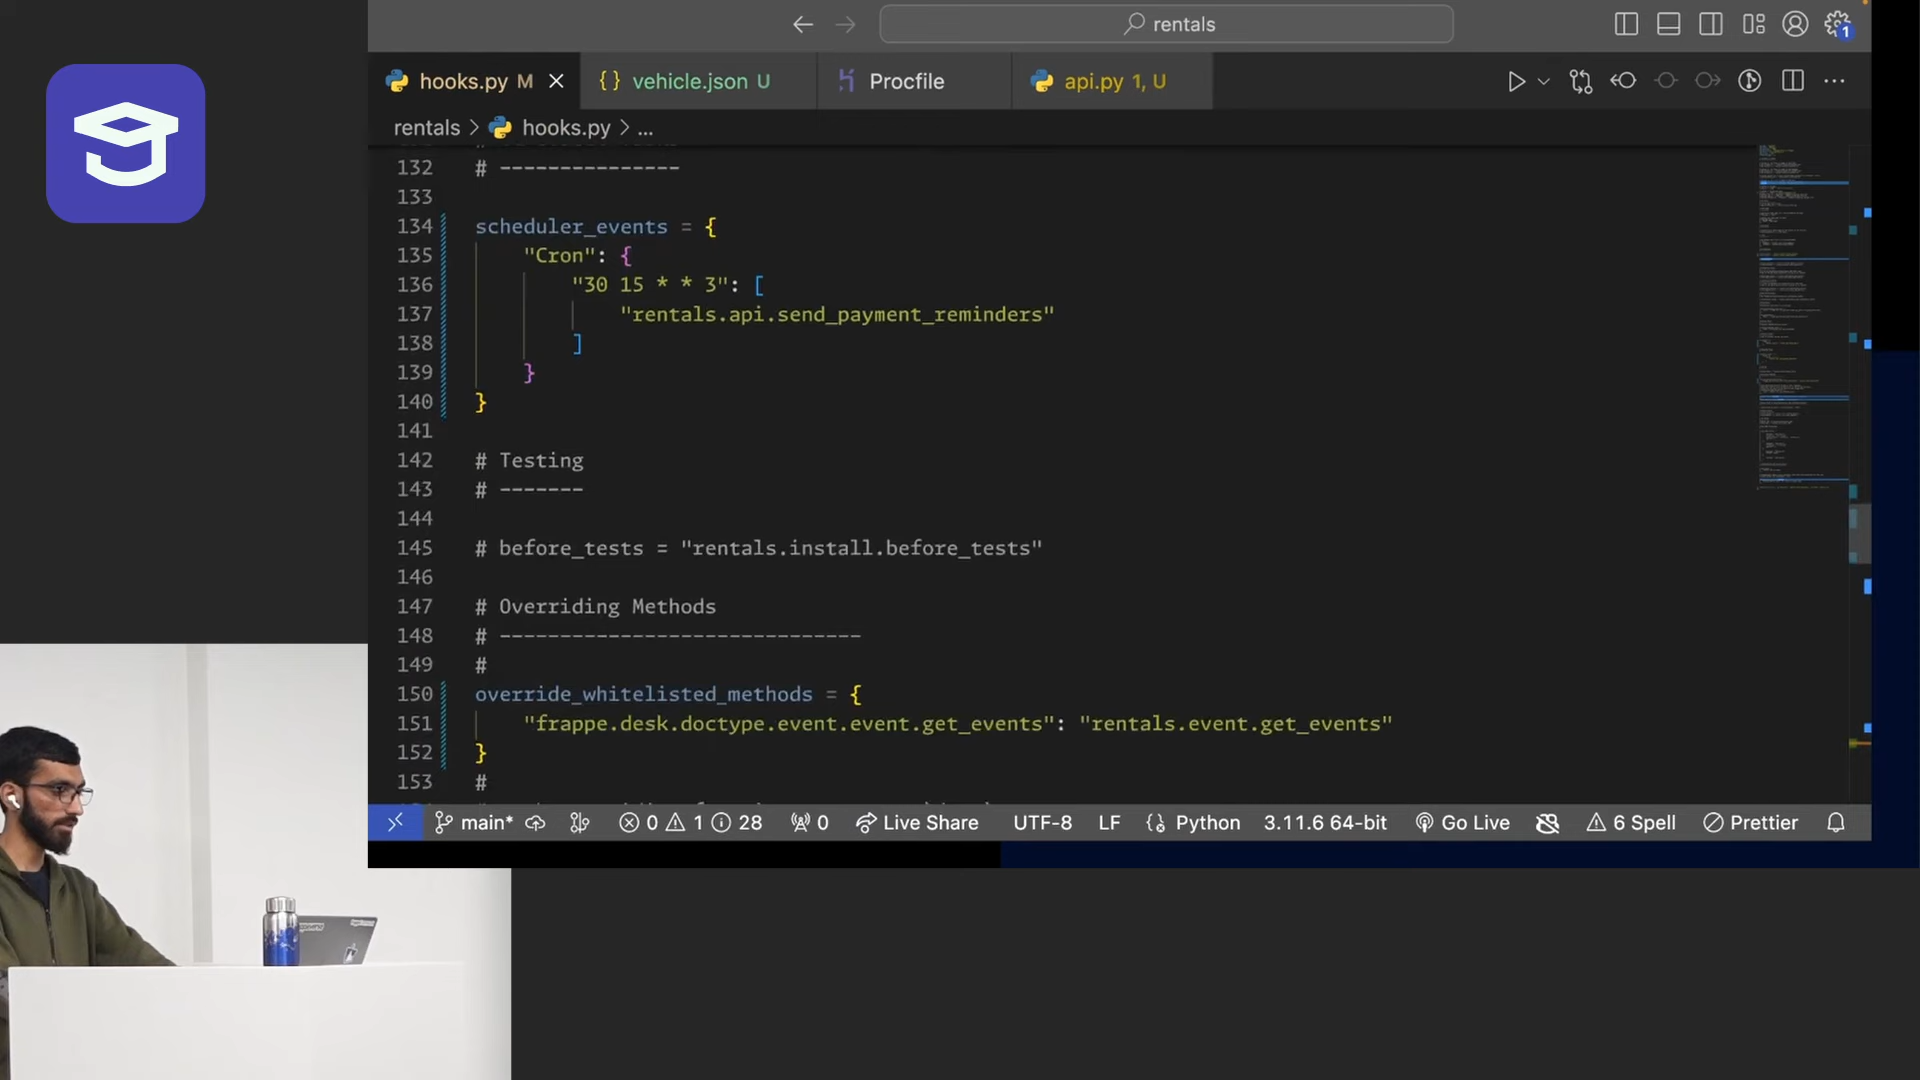 rentals
hooks.py M
vehicle.json U
Procfile
api.py 1, U
rentals > hooks.py > ...
132 # ---------------
133
134 scheduler_events = {
135 "Cron": {
136 "30 15 * * 3": [
137 "rentals.api.send_payment_reminders"
138 ]
139 }
140 }
141
142 # Testing
143 # -------
144
145 # before_tests = "rentals.install.before_tests"
146
147 # Overriding Methods
148 # ------------------------------
149 #
150 override_whitelisted_methods = {
151 "frappe.desk.doctype.event.event.get_events": "rentals.event.get_events"
152 }
153 #
main* 0 1 28 0 Live Share UTF-8 LF Python 3.11.6 64-bit Go Live 6 Spell Prettier
1